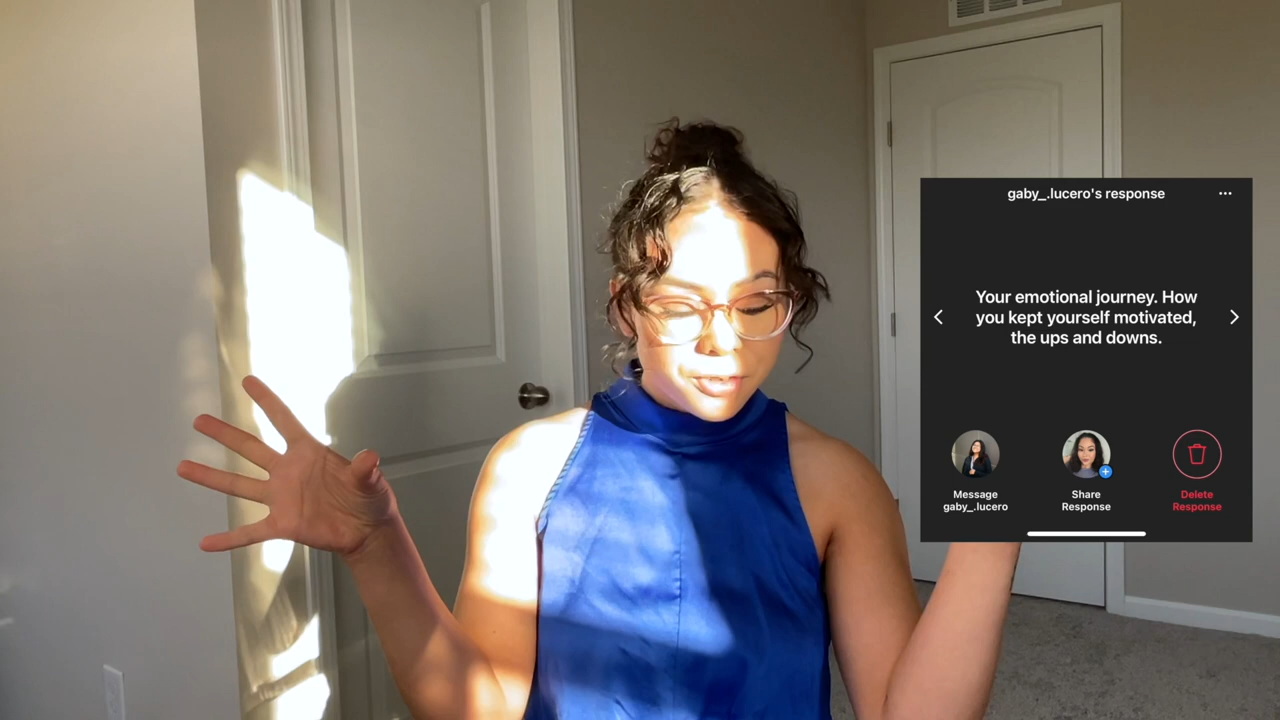 gaby_.lucero's response
Your emotional journey. How
you kept yourself motivated,
the ups and downs.
Message
gaby_.lucero
Share
Response
Delete
Response